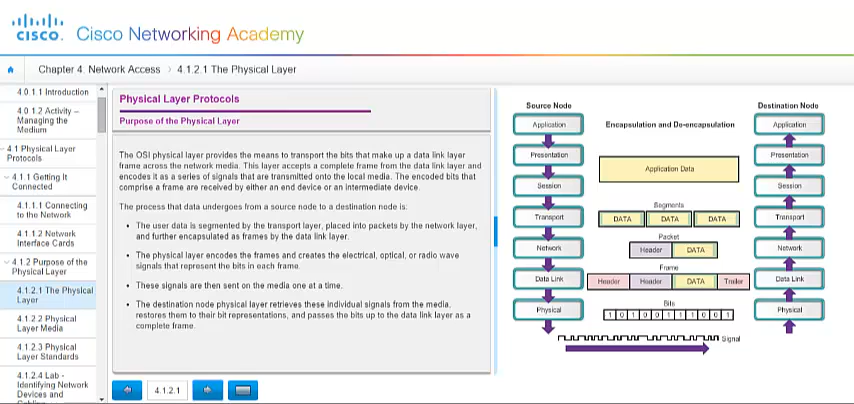 CISCO. Cisco Networking Academy
Chapter 4. Network Access > 4.1.2.1 The Physical Layer
4.0.1.1 Introduction
4.0.1.2 Activity –
Managing the
Medium
4.1 Physical Layer
Protocols
4.1.1 Getting It
Connected
4.1.1.1 Connecting
to the Network
4.1.1.2 Network
Interface Cards
4.1.2 Purpose of the
Physical Layer
4.1.2.1 The Physical
Layer
4.1.2.2 Physical
Layer Media
4.1.2.3 Physical
Layer Standards
4.1.2.4 Lab -
Identifying Network
Devices and
Physical Layer Protocols
Purpose of the Physical Layer
The OSI physical layer provides the means to transport the bits that make up a data link layer
frame across the network media. This layer accepts a complete frame from the data link layer and
encodes it as a series of signals that are transmitted onto the local media. The encoded bits that
comprise a frame are received by either an end device or an intermediate device.
The process that data undergoes from a source node to a destination node is:
• The user data is segmented by the transport layer, placed into packets by the network layer,
and further encapsulated as frames by the data link layer.
• The physical layer encodes the frames and creates the electrical, optical, or radio wave
signals that represent the bits in each frame.
• These signals are then sent on the media one at a time.
• The destination node physical layer retrieves these individual signals from the media,
restores them to their bit representations, and passes the bits up to the data link layer as a
complete frame.
4.1.2.1
Source Node
Application
Presentation
Session
Transport
Network
Data Link
Physical
Encapsulation and De-encapsulation
Application Data
Segments
DATA DATA DATA
Packet
Header DATA
Frame
Header Header DATA Trailer
Bits
1 0 1 0 0 1 1 1 0 0 1
Signal
Destination Node
Application
Presentation
Session
Transport
Network
Data Link
Physical